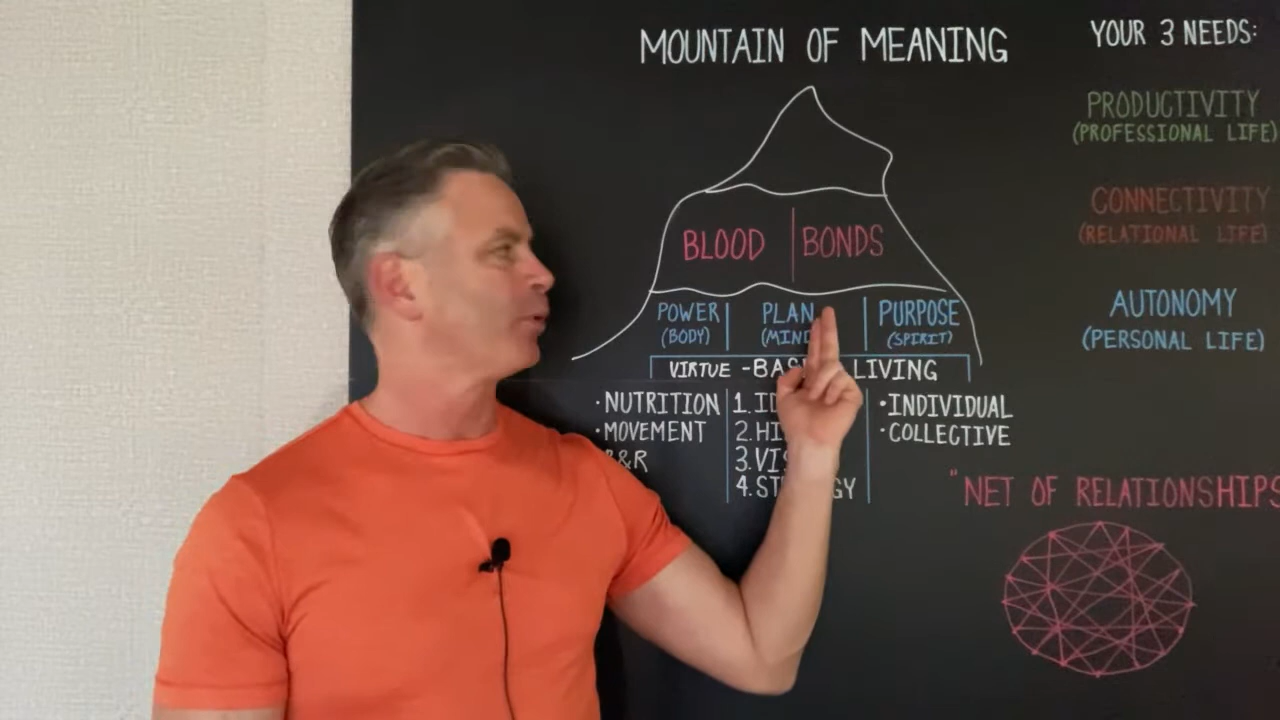 MOUNTAIN OF MEANING
BLOOD | BONDS
POWER | PLAN | PURPOSE
(BODY) (MIND (SPIRIT)
VIRTUE - LIVING
•NUTRITION
•MOVEMENT
&R
1.
2.
3.
4.
•INDIVIDUAL
•COLLECTIVE
YOUR 3 NEEDS:
PRODUCTIVITY
(PROFESSIONAL LIFE)
CONNECTIVITY
(RELATIONAL LIFE)
AUTONOMY
(PERSONAL LIFE)
"NET OF RELATIONSHIPS